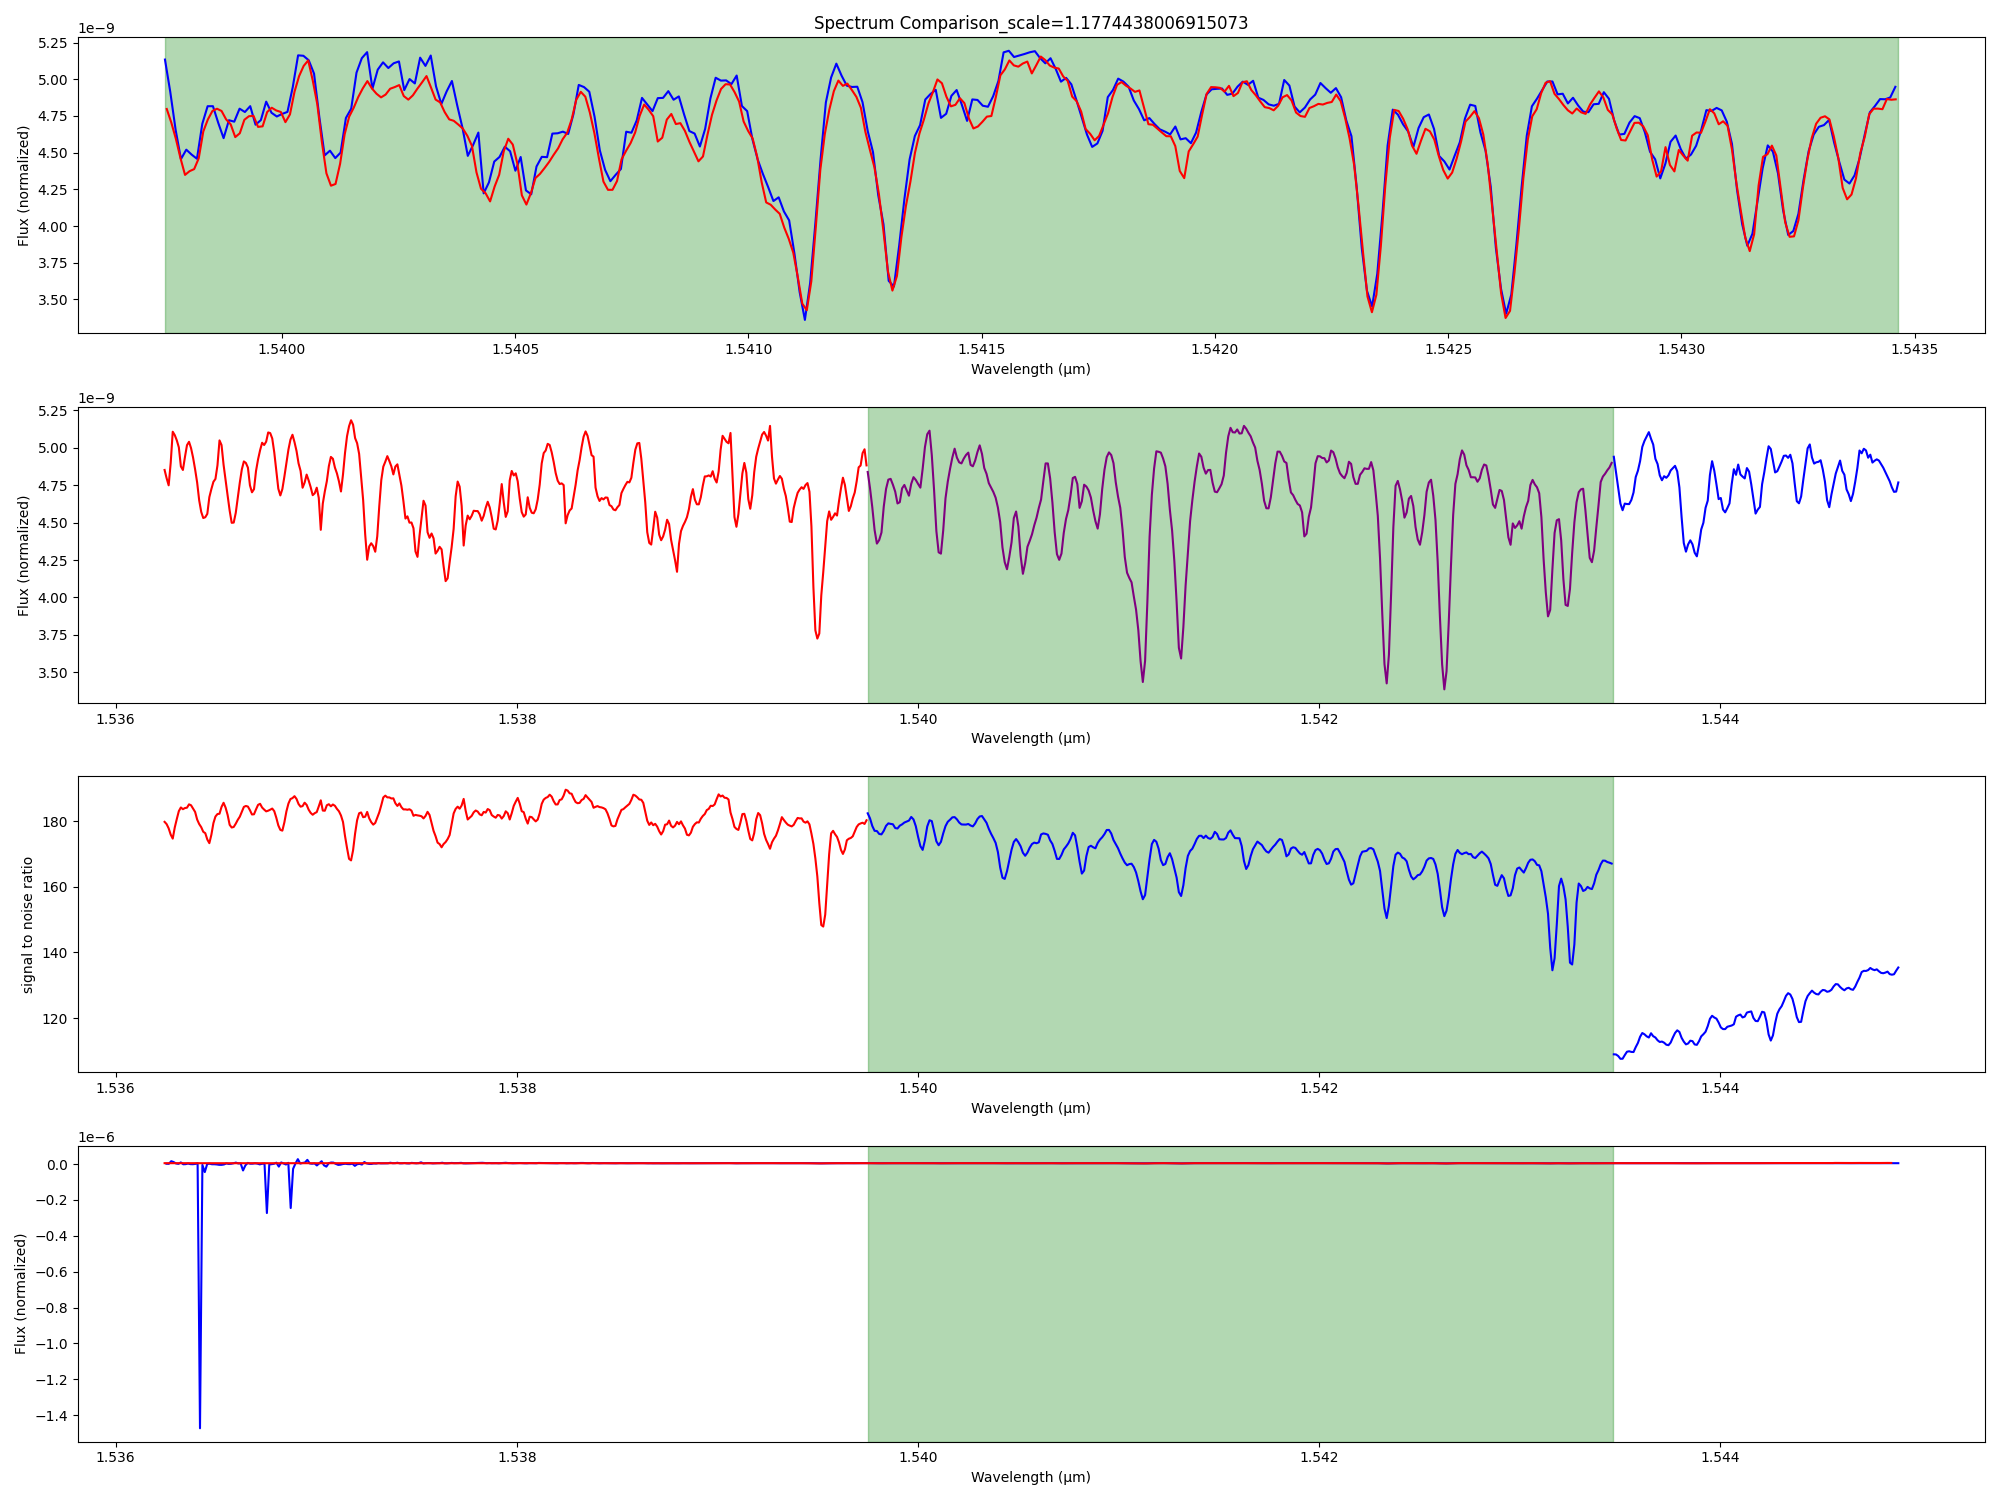 Spectrum Comparison_scale=1.1774438006915073
1e−9
5.25
5.00
4.75
4.50
4.25
4.00
3.75
3.50
Flux (normalized)
1.5400 1.5405 1.5410 1.5415 1.5420 1.5425 1.5430 1.5435
Wavelength (μm)
1e−9
5.25
5.00
4.75
4.50
4.25
4.00
3.75
3.50
Flux (normalized)
1.536 1.538 1.540 1.542 1.544
Wavelength (μm)
180
160
140
120
signal to noise ratio
1.536 1.538 1.540 1.542 1.544
Wavelength (μm)
1e−6
0.0
−0.2
−0.4
−0.6
−0.8
−1.0
−1.2
−1.4
Flux (normalized)
1.536 1.538 1.540 1.542 1.544
Wavelength (μm)